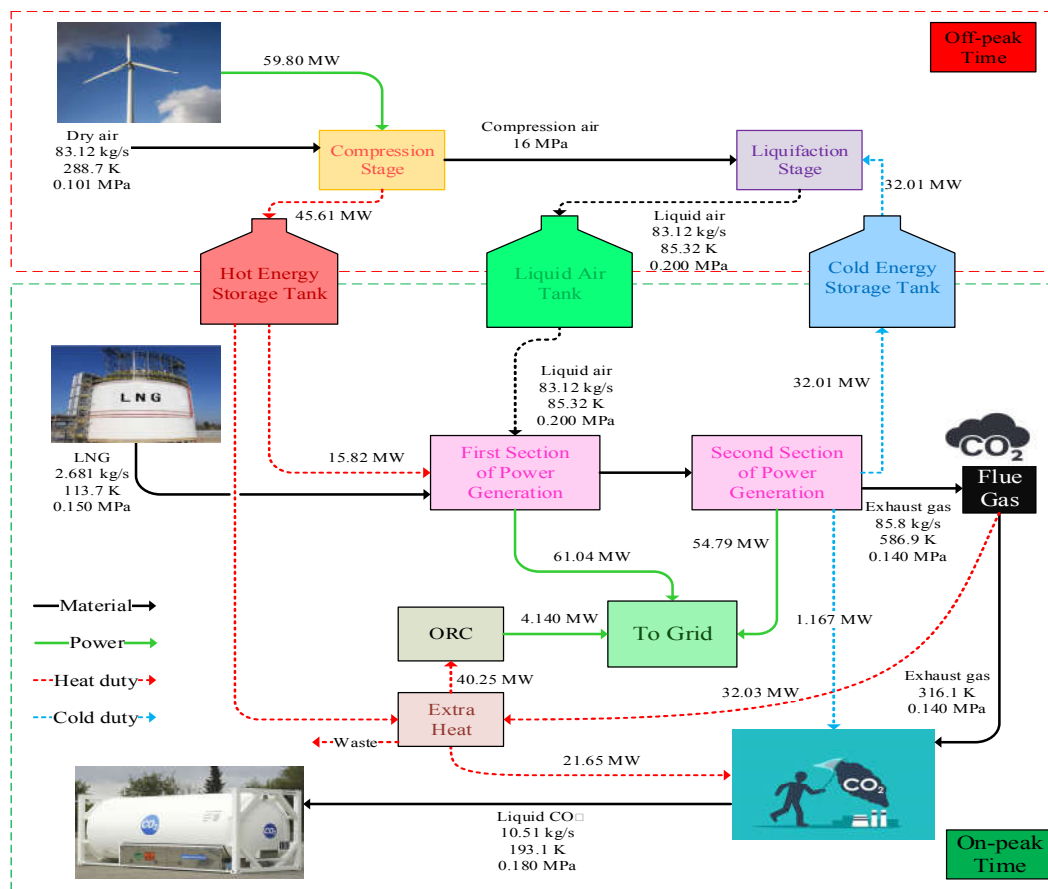 Off-peak
Time
59.80 MW
Dry air
83.12 kg/s
288.7 K
0.101 MPa
Compression
Stage
Compression air
16 MPa
Liquifaction
Stage
45.61 MW
32.01 MW
Liquid air
83.12 kg/s
85.32 K
0.200 MPa
Hot Energy
Storage Tank
Liquid Air
Tank
Cold Energy
Storage Tank
LNG
LNG
2.681 kg/s
113.7 K
0.150 MPa
15.82 MW
Liquid air
83.12 kg/s
85.32 K
0.200 MPa
32.01 MW
First Section
of Power
Generation
Second Section
of Power
Generation
CO2
Flue
Gas
Exhaust gas
85.8 kg/s
586.9 K
0.140 MPa
61.04 MW
54.79 MW
Material
Power
Heat duty
Cold duty
ORC
4.140 MW
To Grid
1.167 MW
40.25 MW
32.03 MW
Exhaust gas
316.1 K
0.140 MPa
Extra
Heat
Waste
21.65 MW
CO2
CO2
Liquid CO□
10.51 kg/s
193.1 K
0.180 MPa
On-peak
Time